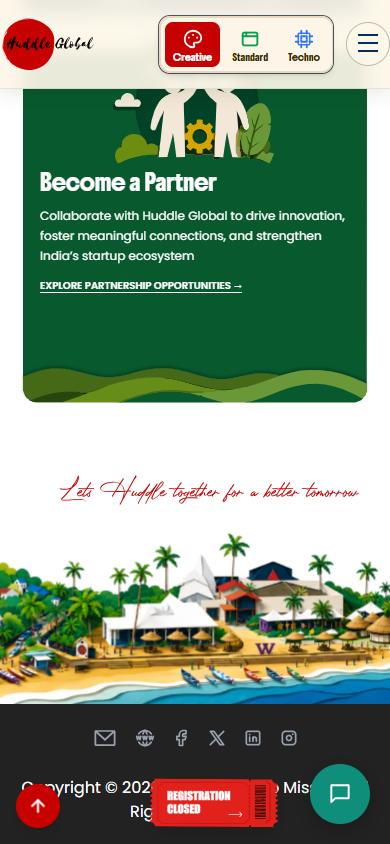 Huddle Global
Creative
Standard
Techno
Become a Partner
Collaborate with Huddle Global to drive innovation,
foster meaningful connections, and strengthen
India's startup ecosystem
EXPLORE PARTNERSHIP OPPORTUNITIES →
Lets Huddle together for a better tomorrow
W
Copyright ©
REGISTRATION
CLOSED